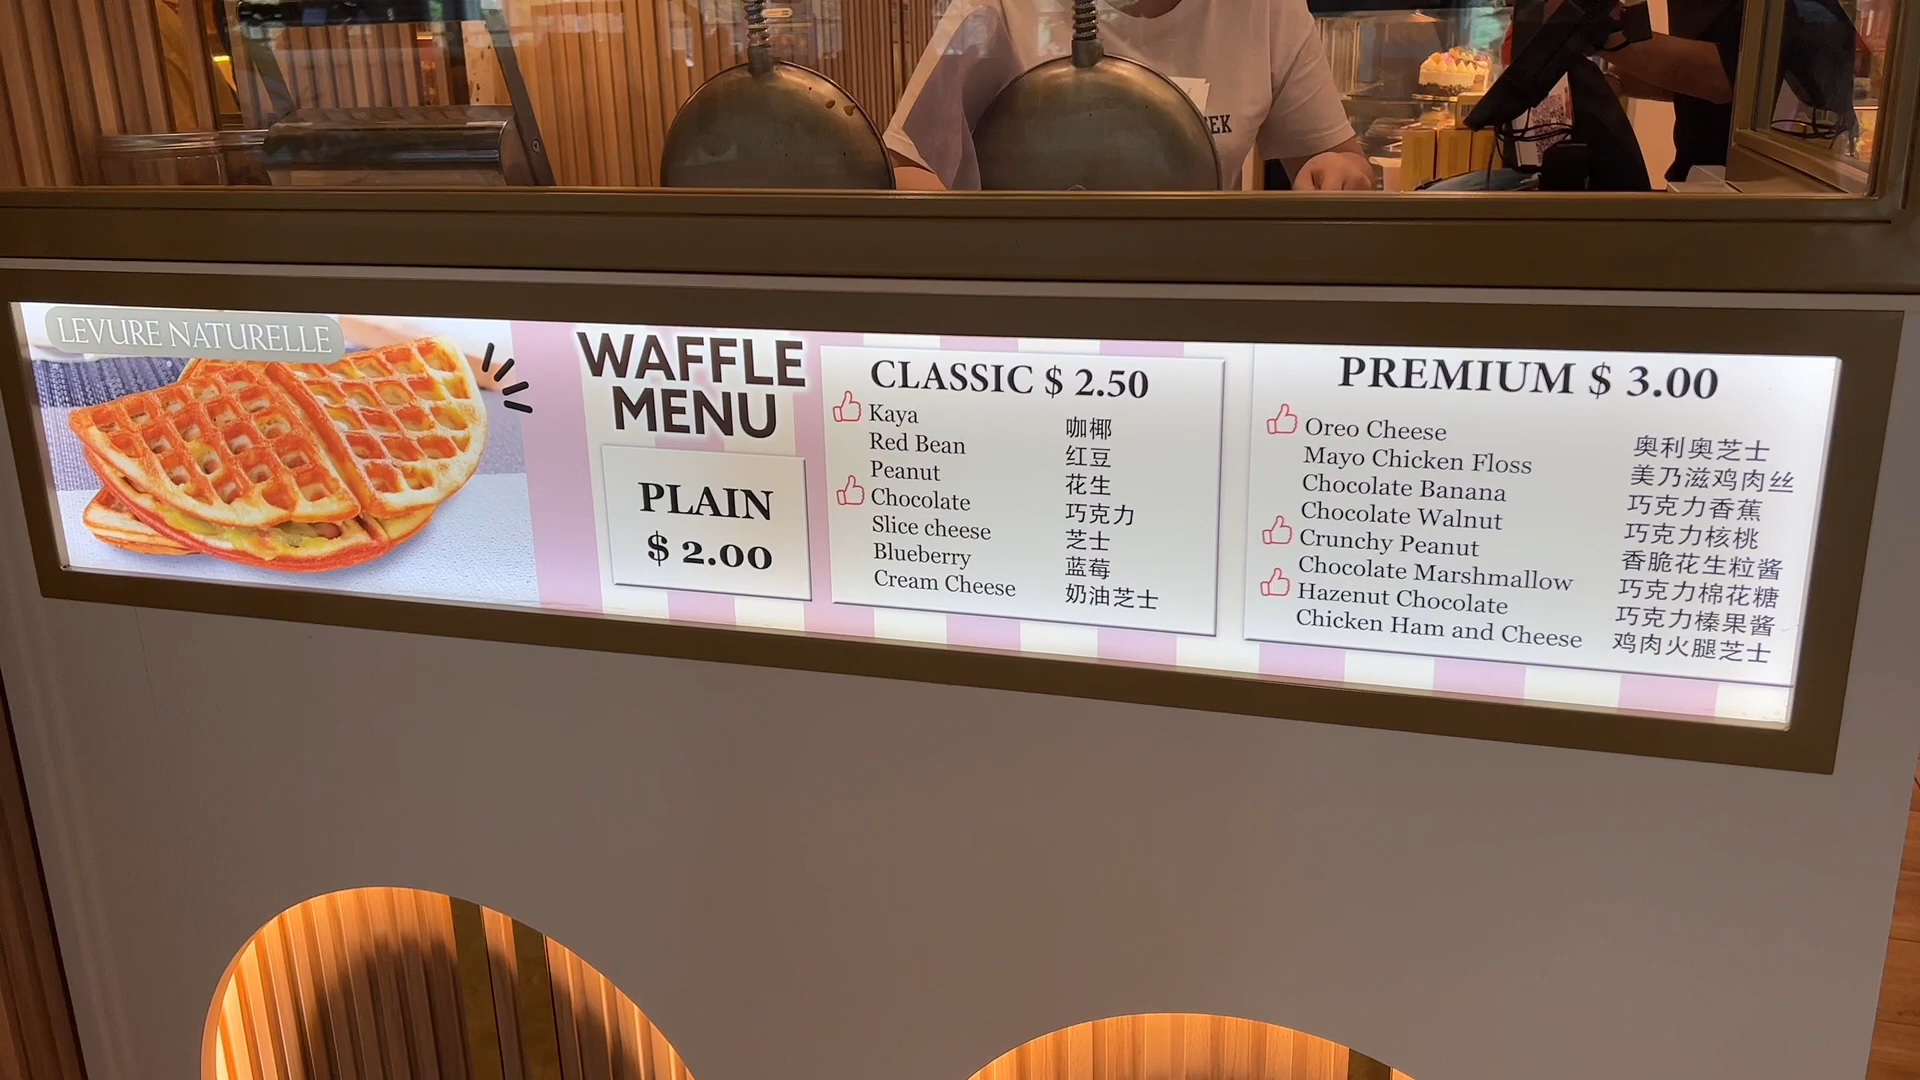 LEVURE NATURELLE
WAFFLE
MENU
PLAIN
$ 2.00
CLASSIC $ 2.50
Kaya 咖椰
Red Bean 红豆
Peanut 花生
Chocolate 巧克力
Slice cheese 芝士
Blueberry 蓝莓
Cream Cheese 奶油芝士
PREMIUM $ 3.00
Oreo Cheese 奥利奥芝士
Mayo Chicken Floss 美乃滋鸡肉丝
Chocolate Banana 巧克力香蕉
Chocolate Walnut 巧克力核桃
Crunchy Peanut 香脆花生粒酱
Chocolate Marshmallow 巧克力棉花糖
Hazenut Chocolate 巧克力榛果酱
Chicken Ham and Cheese 鸡肉火腿芝士